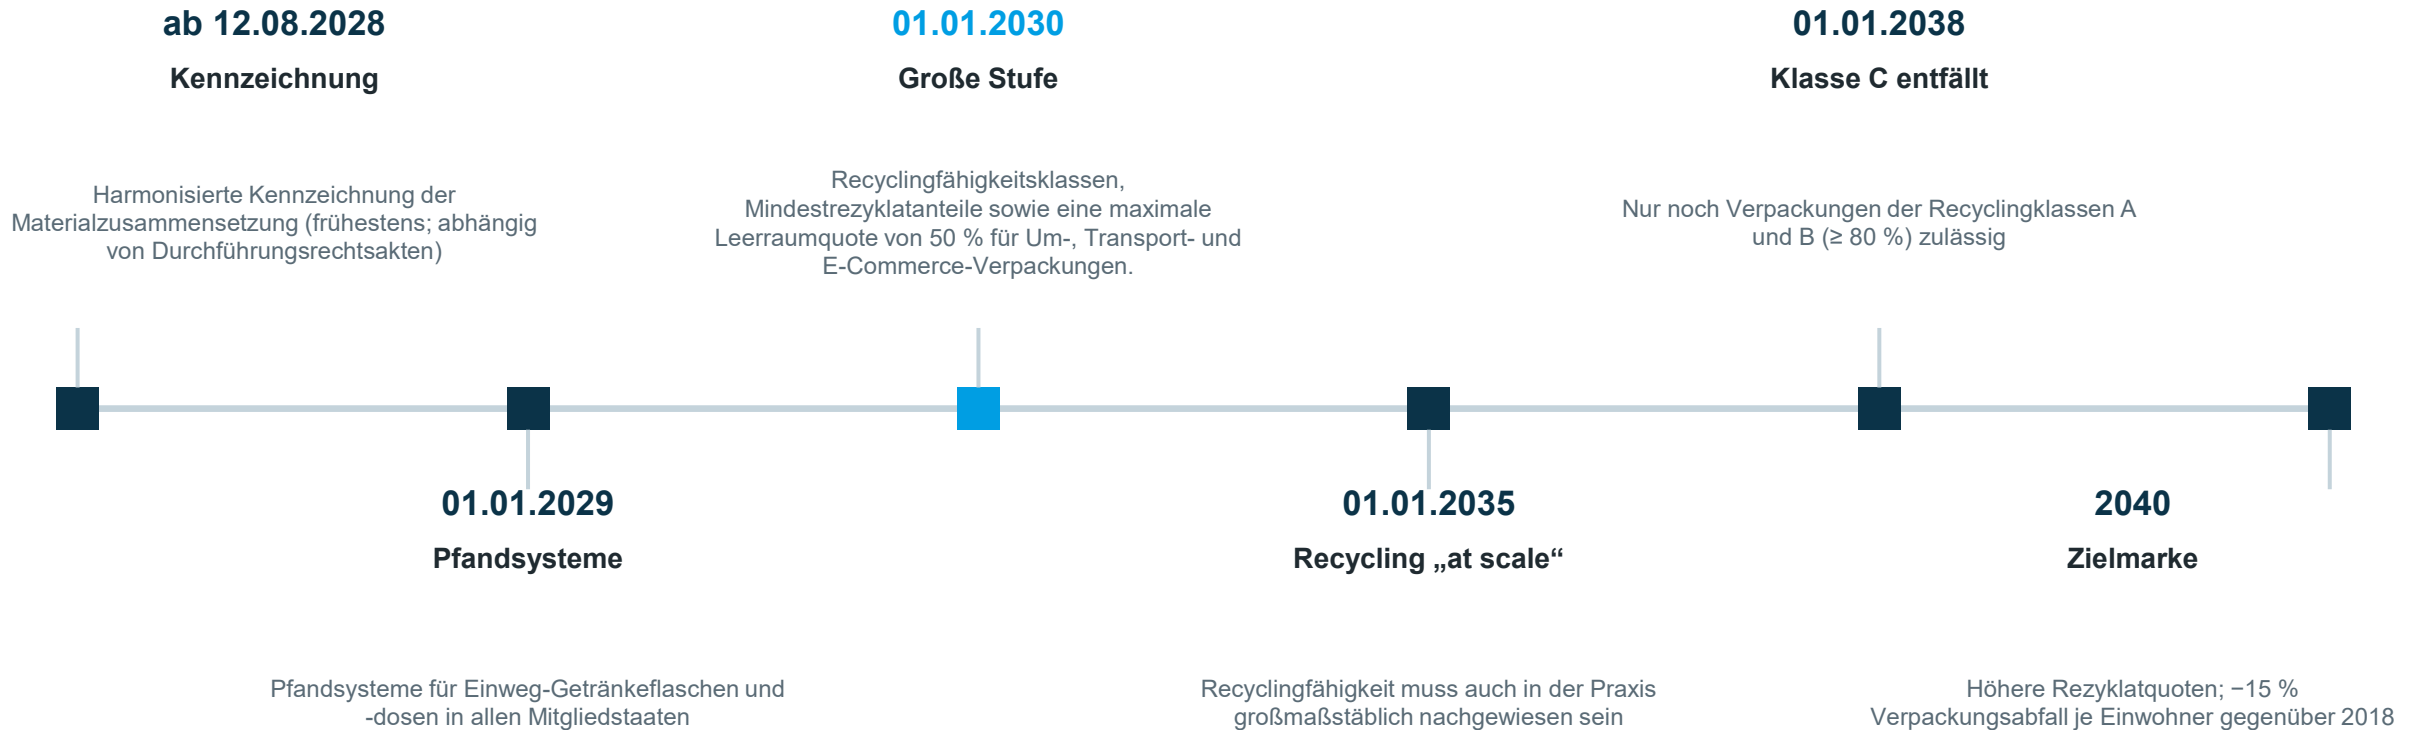 ab 12.08.2028
Kennzeichnung
Harmonisierte Kennzeichnung der
Materialzusammensetzung (frühestens; abhängig
von Durchführungsrechtsakten)
01.01.2029
Pfandsysteme
Pfandsysteme für Einweg-Getränkeflaschen und
-dosen in allen Mitgliedstaaten
01.01.2030
Große Stufe
Recyclingfähigkeitsklassen,
Mindestrezyklatanteile sowie eine maximale
Leerraumquote von 50 % für Um-, Transport- und
E-Commerce-Verpackungen.
01.01.2035
Recycling „at scale“
Recyclingfähigkeit muss auch in der Praxis
großmaßstäblich nachgewiesen sein
01.01.2038
Klasse C entfällt
Nur noch Verpackungen der Recyclingklassen A
und B (≥ 80 %) zulässig
2040
Zielmarke
Höhere Rezyklatquoten; −15 %
Verpackungsabfall je Einwohner gegenüber 2018